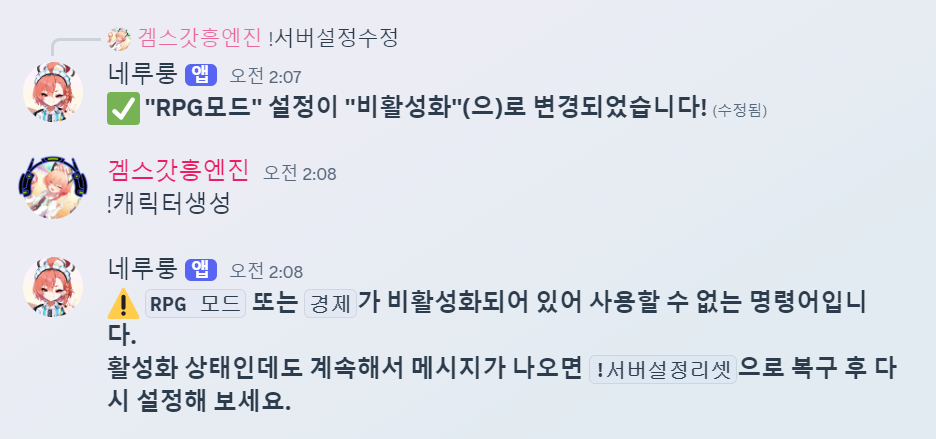 겜스갓흥엔진 !서버설정수정
네루룽 앱 오전 2:07
✅ "RPG모드" 설정이 "비활성화"(으)로 변경되었습니다! (수정됨)
겜스갓흥엔진 오전 2:08
!캐릭터생성
네루룽 앱 오전 2:08
⚠️ RPG 모드 또는 경제가 비활성화되어 있어 사용할 수 없는 명령어입니
다.
활성화 상태인데도 계속해서 메시지가 나오면 !서버설정리셋으로 복구 후 다
시 설정해 보세요.